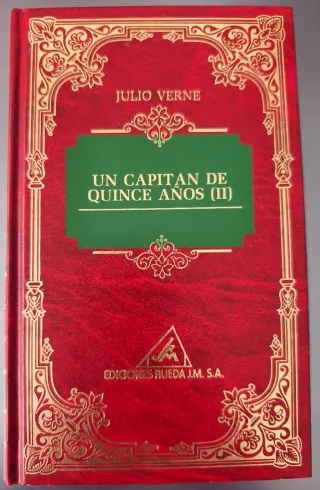 JULIO VERNE
UN CAPITAN DE
QUINCE AÑOS (II)
EDICIONES RUEDA J.M. S.A.